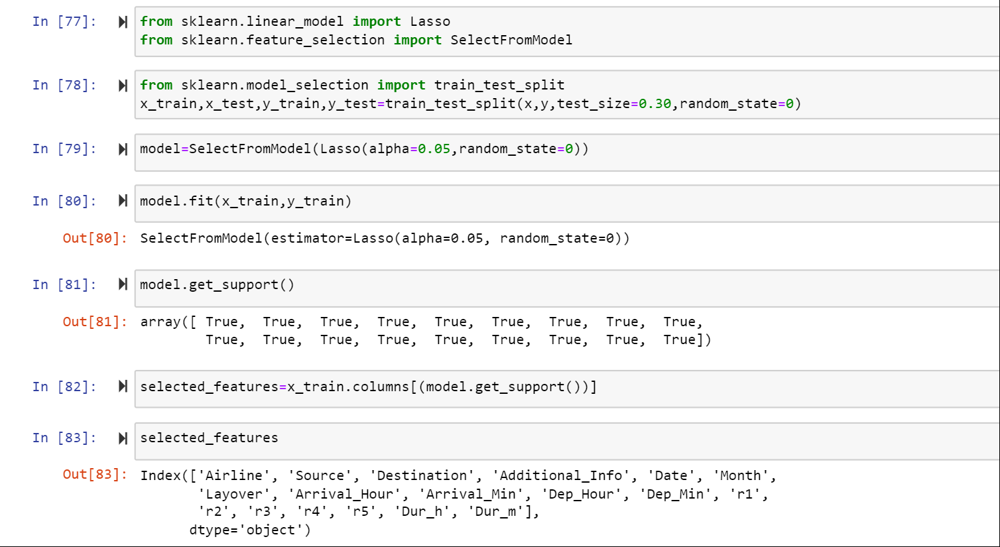 In [77]: from sklearn.linear_model import Lasso
from sklearn.feature_selection import SelectFromModel
In [78]: from sklearn.model_selection import train_test_split
x_train,x_test,y_train,y_test=train_test_split(x,y,test_size=0.30,random_state=0)
In [79]: model=SelectFromModel(Lasso(alpha=0.05,random_state=0))
In [80]: model.fit(x_train,y_train)
Out[80]: SelectFromModel(estimator=Lasso(alpha=0.05, random_state=0))
In [81]: model.get_support()
Out[81]: array([ True,  True,  True,  True,  True,  True,  True,  True,  True,
True,  True,  True,  True,  True,  True,  True,  True,  True])
In [82]: selected_features=x_train.columns[(model.get_support())]
In [83]: selected_features
Out[83]: Index(['Airline', 'Source', 'Destination', 'Additional_Info', 'Date', 'Month',
'Layover', 'Arrival_Hour', 'Arrival_Min', 'Dep_Hour', 'Dep_Min', 'r1',
'r2', 'r3', 'r4', 'r5', 'Dur_h', 'Dur_m'],
dtype='object')